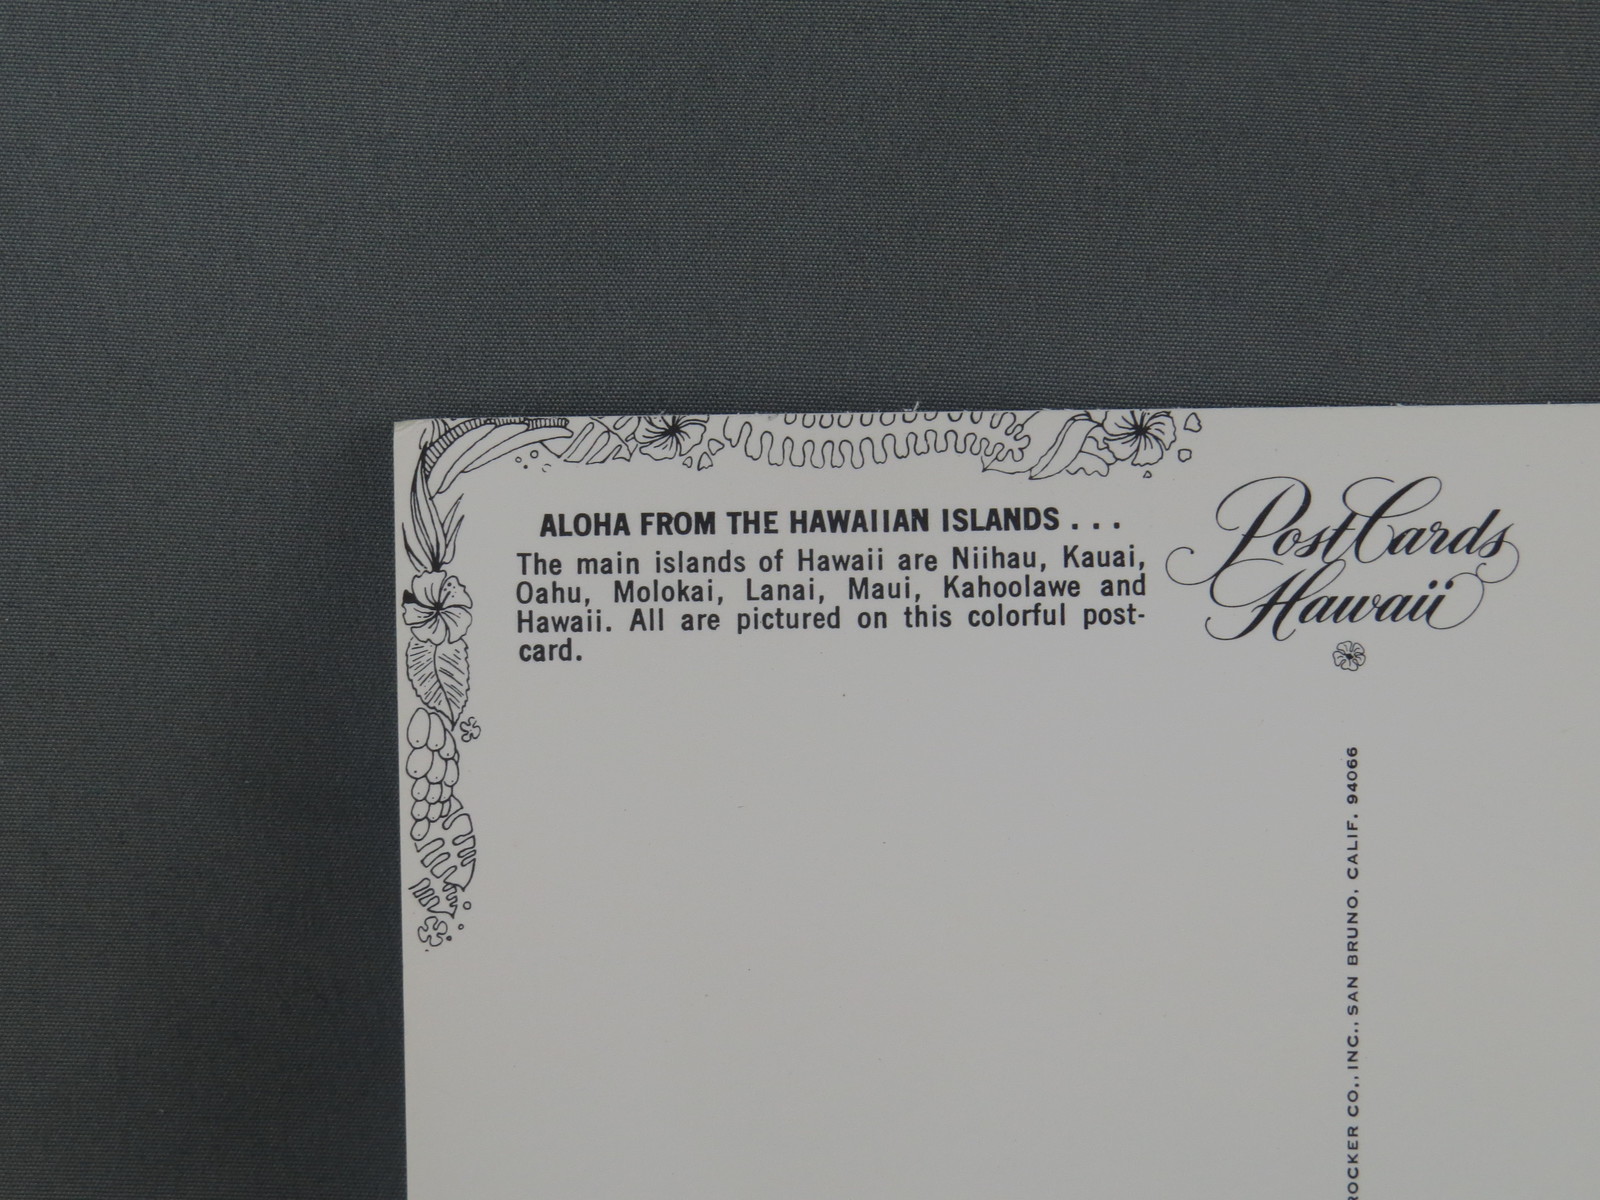 ALOHA FROM THE HAWAIIAN ISLANDS . . .
The main islands of Hawaii are Niihau, Kauai,
Oahu, Molokai, Lanai, Maui, Kahoolawe and
Hawaii. All are pictured on this colorful post-
card.
PostCards
Hawaii
CO., INC., SAN BRUNO, CALIF. 94066